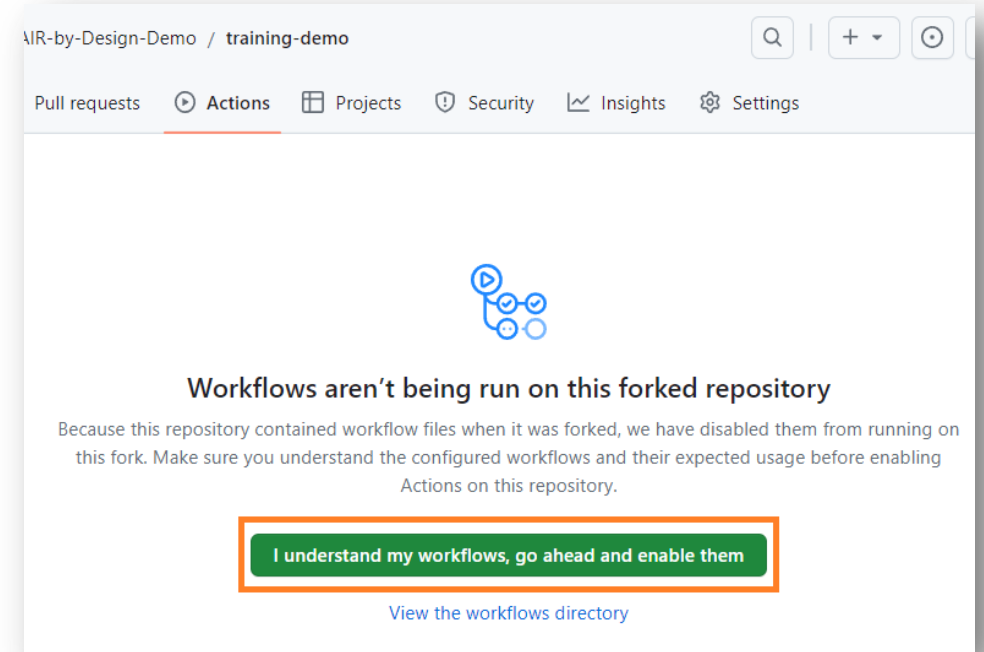 AIR-by-Design-Demo / training-demo
Pull requests Actions Projects Security Insights Settings
Workflows aren’t being run on this forked repository
Because this repository contained workflow files when it was forked, we have disabled them from running on
this fork. Make sure you understand the configured workflows and their expected usage before enabling
Actions on this repository.
I understand my workflows, go ahead and enable them
View the workflows directory